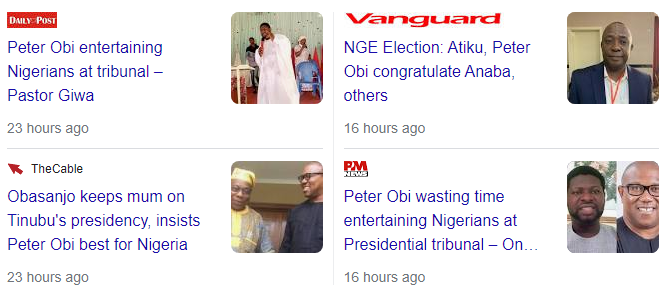 DAILY POST
Peter Obi entertaining
Nigerians at tribunal –
Pastor Giwa
23 hours ago
Vanguard
NGE Election: Atiku, Peter
Obi congratulate Anaba,
others
16 hours ago
TheCable
Obasanjo keeps mum on
Tinubu's presidency, insists
Peter Obi best for Nigeria
23 hours ago
PM
NEWS
Peter Obi wasting time
entertaining Nigerians at
Presidential tribunal – On...
16 hours ago